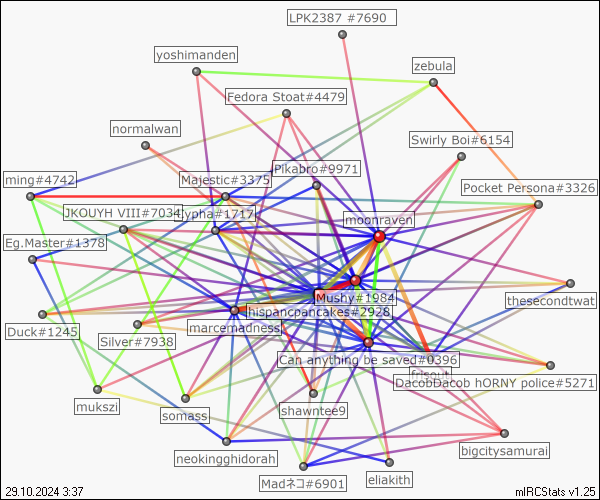 LPK2387 #7690
yoshimanden
zebula
Fedora Stoat#4479
normalwan
Swirly Boi#6154
Pikabro#9971
ming#4742
Majestic#3375
Pocket Persona#3326
JKOUYH VIII#7034
ypha#1717
moonraven
Eg.Master#1378
Mushy#1984
thesecondtwat
hispancpancakes#2928
marcemadness
Duck#1245
Silver#7938
Can anything be saved#0396
frisout
DacobDacob hORNY police#5271
mukszi
somass
shawntee9
bigcitysamurai
neokingghidorah
Madネコ#6901
eliakith
29.10.2024 3:37
mIRCStats v1.25